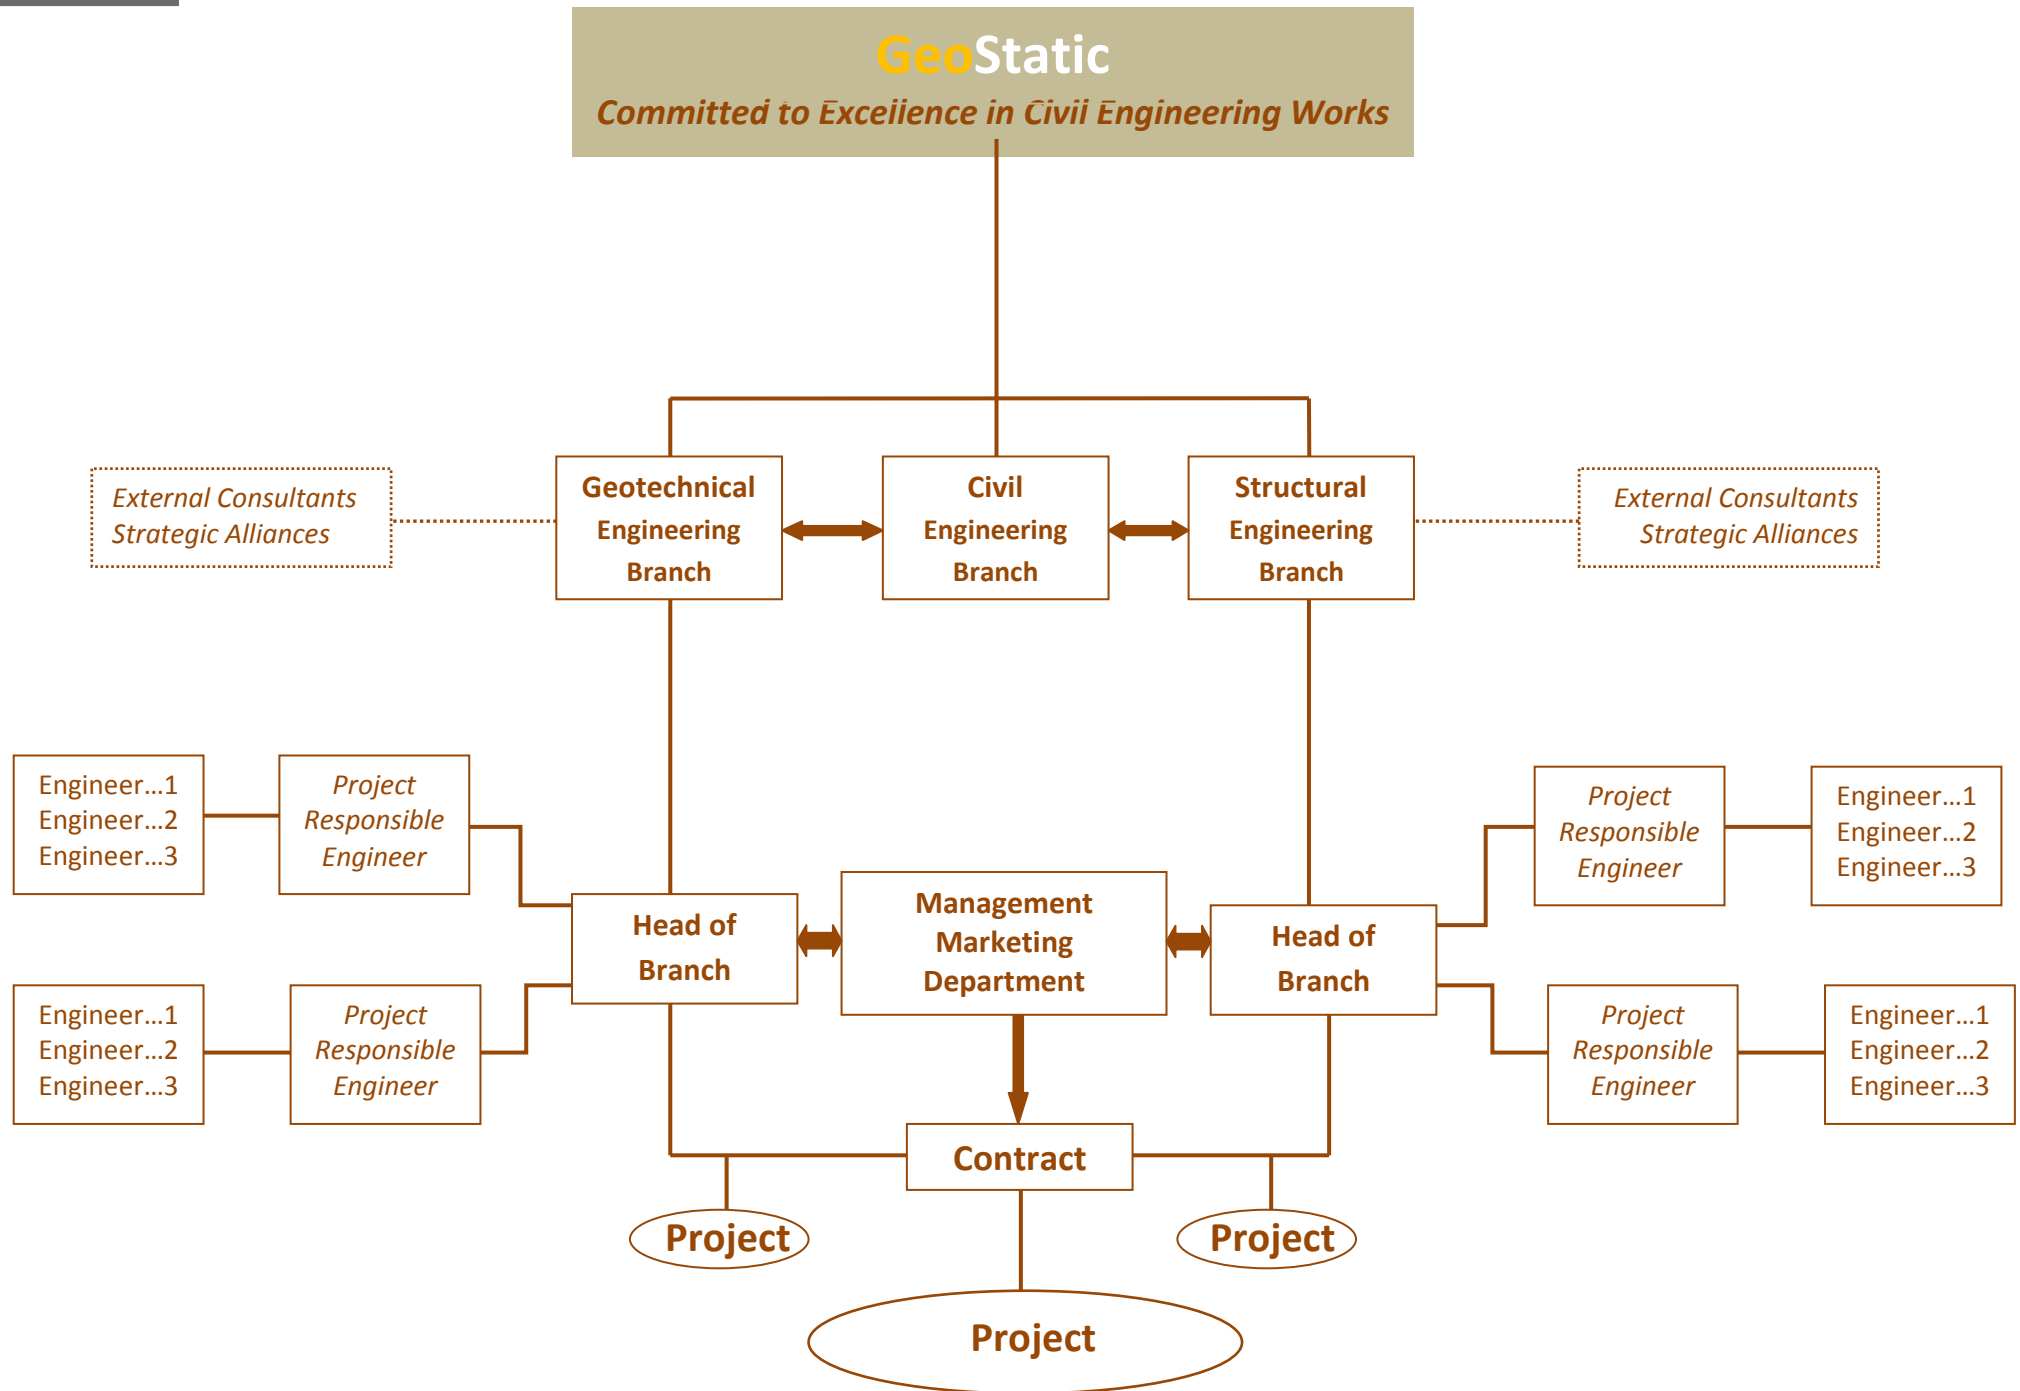 GeoStatic
Committed to Excellence in Civil Engineering Works
External Consultants
Strategic Alliances
Geotechnical
Engineering
Branch
Civil
Engineering
Branch
Structural
Engineering
Branch
External Consultants
Strategic Alliances
Engineer...1
Engineer...2
Engineer...3
Project
Responsible
Engineer
Project
Responsible
Engineer
Engineer...1
Engineer...2
Engineer...3
Head of
Branch
Management
Marketing
Department
Head of
Branch
Engineer...1
Engineer...2
Engineer...3
Project
Responsible
Engineer
Project
Responsible
Engineer
Engineer...1
Engineer...2
Engineer...3
Contract
Project
Project
Project